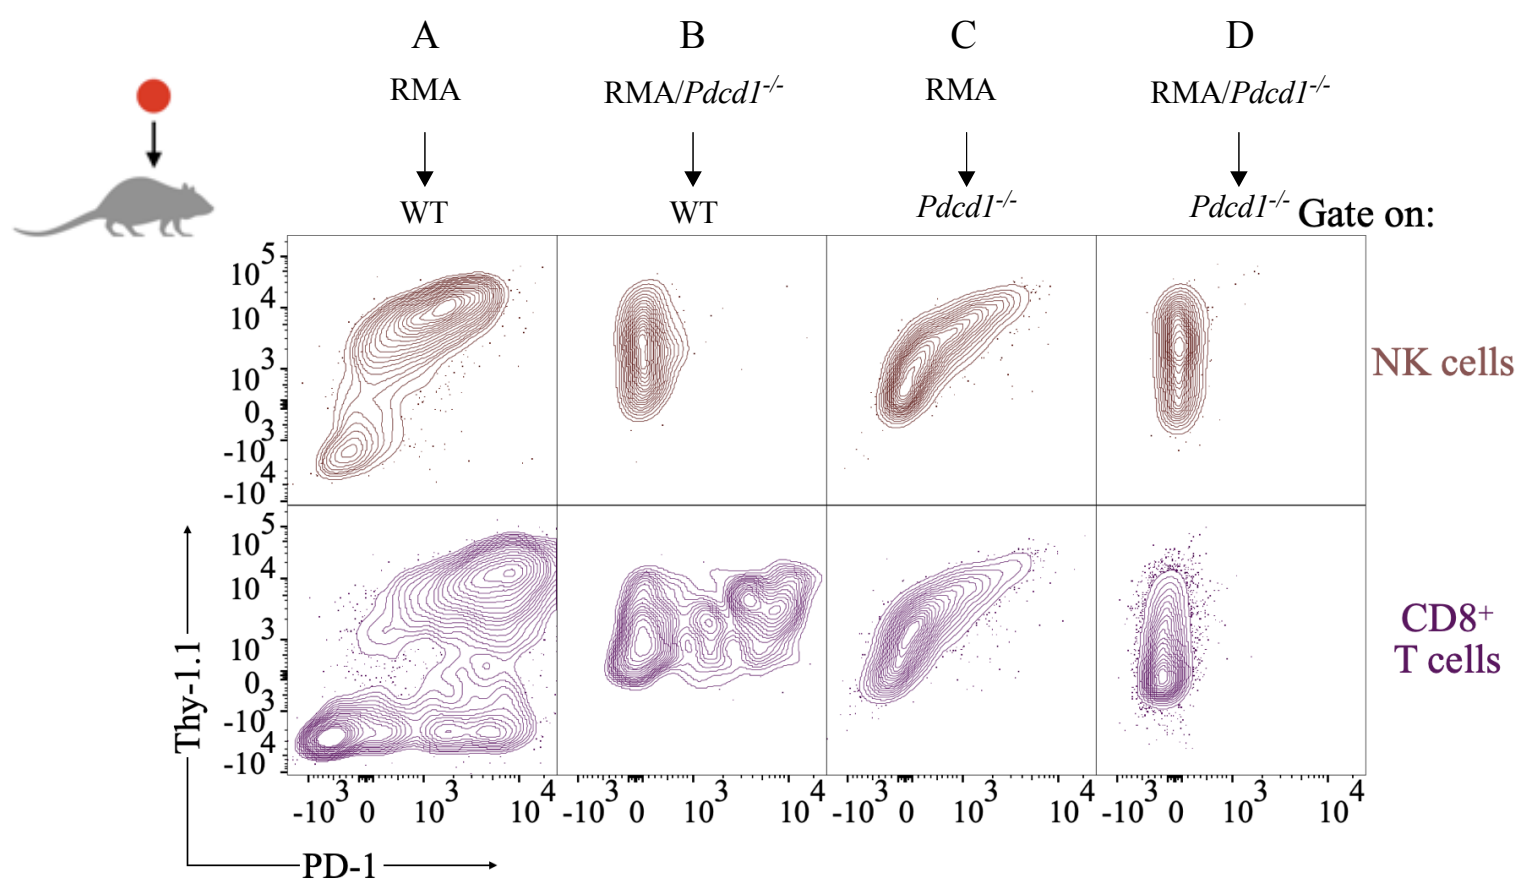 A B C D
RMA RMA/Pdcd1-/- RMA RMA/Pdcd1-/-
WT WT Pdcd1-/- Pdcd1-/- Gate on:
10^5
10^4
10^3
0
-10^3
-10^4
NK cells
10^5
10^4
10^3
0
-10^3
-10^4
CD8+
T cells
Thy-1.1
-10^3 0 10^3 10^4 -10^3 0 10^3 10^4 -10^3 0 10^3 10^4 -10^3 0 10^3 10^4
PD-1